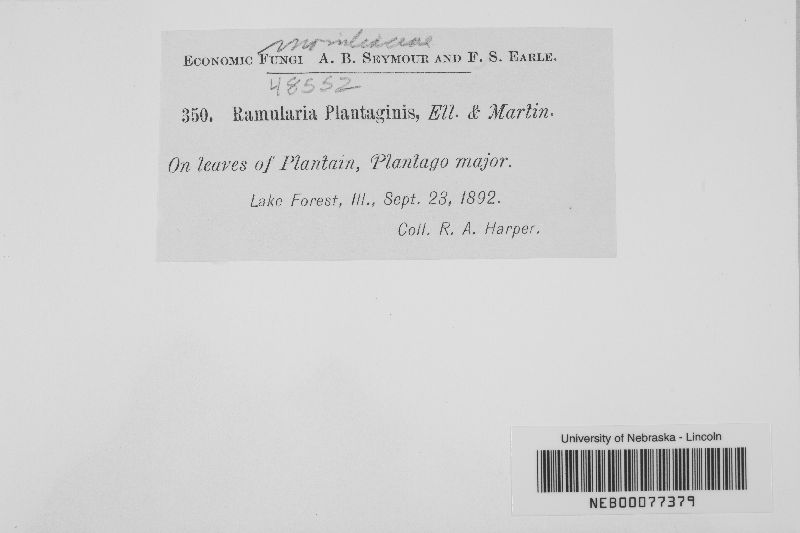 Moniliaceae
ECONOMIC FUNGI A. B. SEYMOUR AND F. S. EARLE.
48552
350. Ramularia Plantaginis, Ell. & Martin.
On leaves of Plantain, Plantago major.
Lake Forest, Ill., Sept. 23, 1892.
Coll. R. A. Harper.
University of Nebraska - Lincoln
NEB00077379